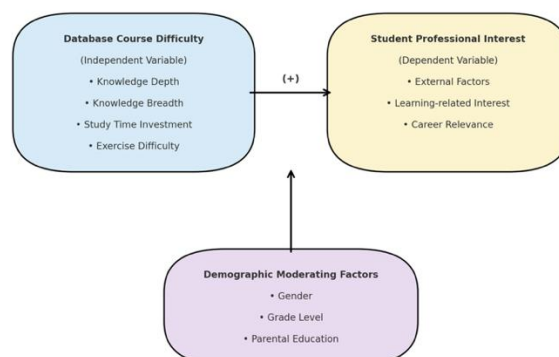 Database Course Difficulty
(Independent Variable)
• Knowledge Depth
• Knowledge Breadth
• Study Time Investment
• Exercise Difficulty
(+)
Student Professional Interest
(Dependent Variable)
• External Factors
• Learning-related Interest
• Career Relevance
Demographic Moderating Factors
• Gender
• Grade Level
• Parental Education